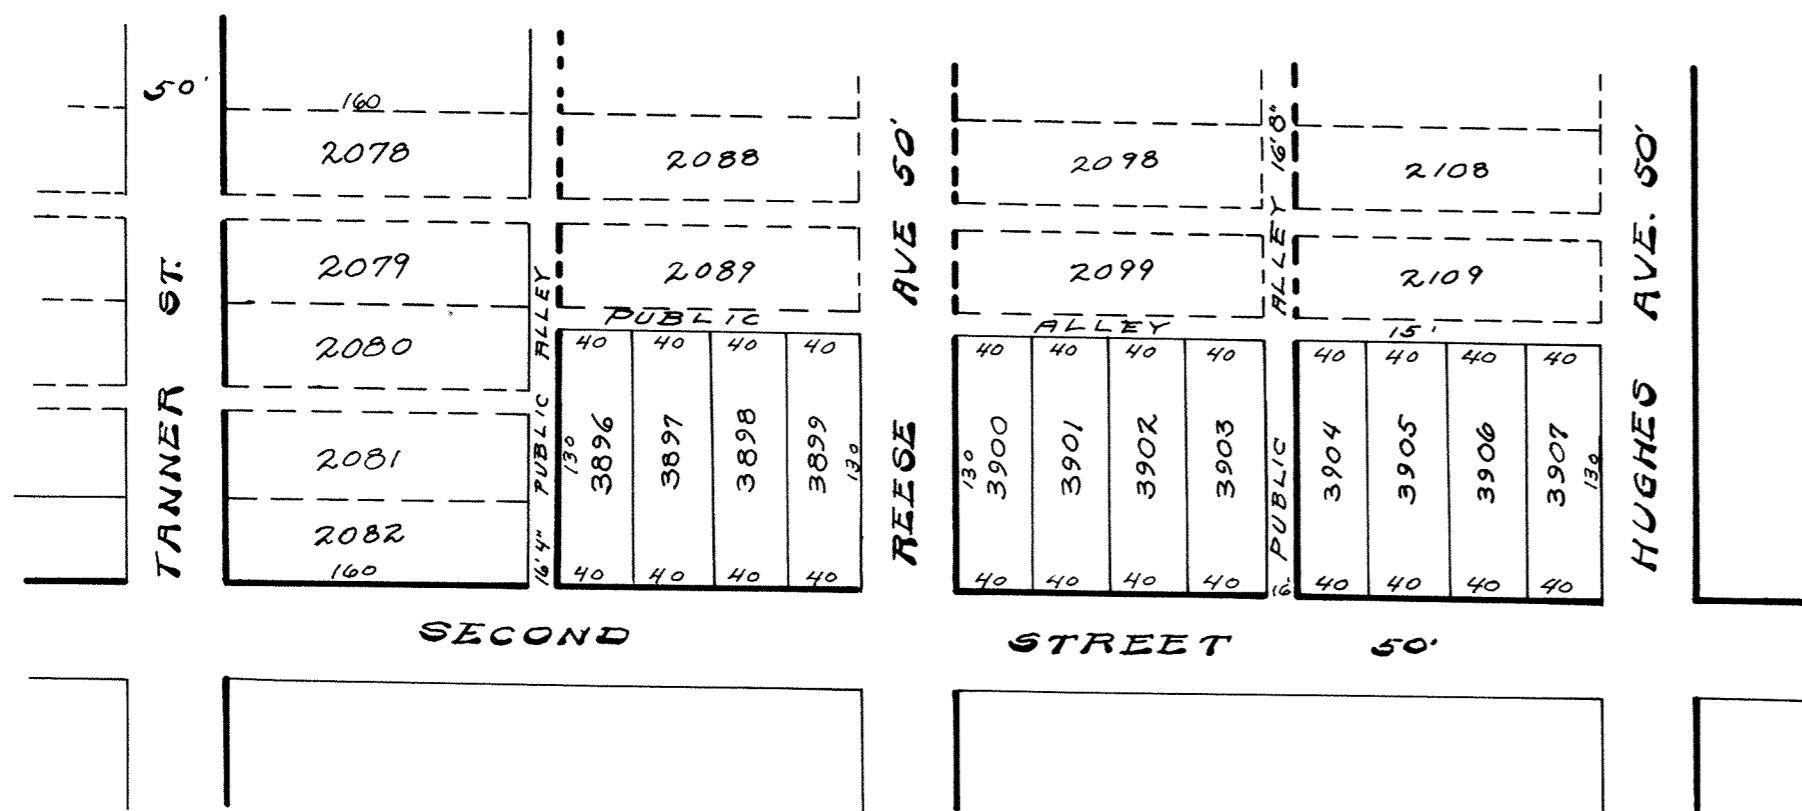 50'
160
2078
2088
2098
2108
2079
2089
2099
2109
2080
2081
2082
160
TANNER ST.
16'4" PUBLIC ALLEY
PUBLIC
ALLEY
15'
40 40 40 40
40 40 40 40
40 40 40 40
130
3896
3897
3898
3899
130
REESE AVE 50'
130
3900
3901
3902
3903
16 PUBLIC ALLEY 16'8"
3904
3905
3906
3907
130
HUGHES AVE. 50'
40 40 40 40
40 40 40 40
40 40 40 40
SECOND STREET 50'